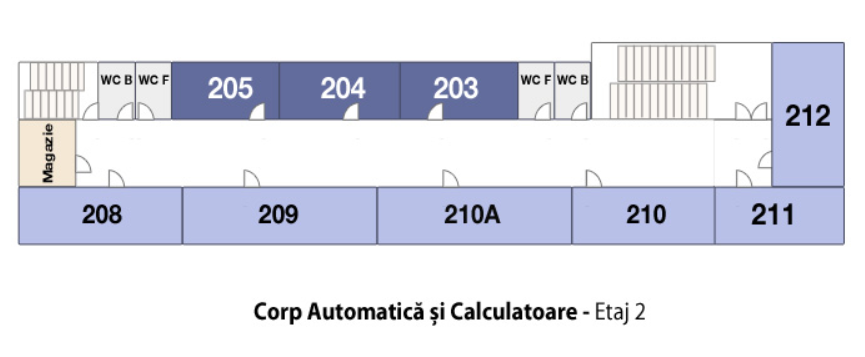 WC B WC F 205 204 203 WC F WC B
212
Magazie
208 209 210A 210 211
Corp Automatică și Calculatoare - Etaj 2